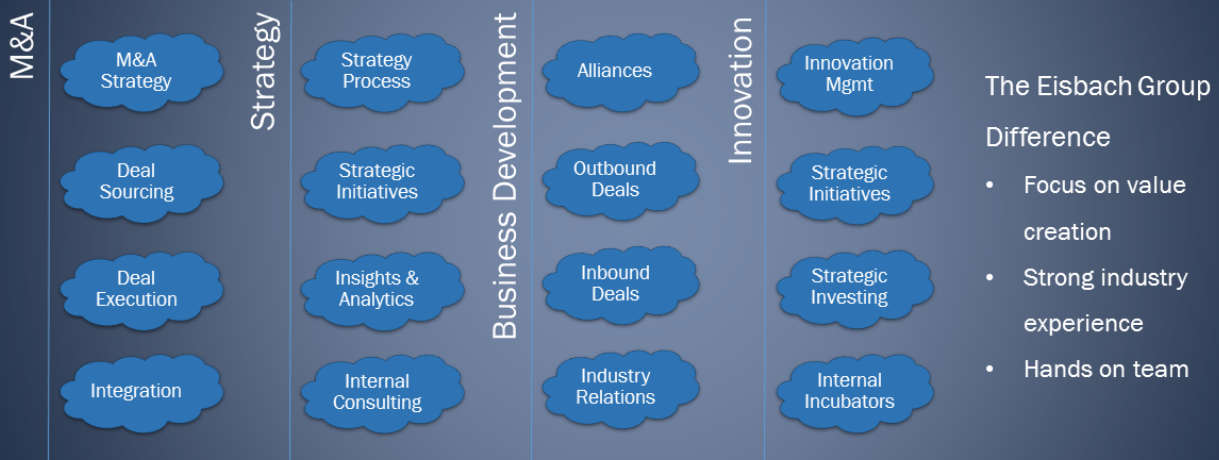 M&A
M&A
Strategy
Deal
Sourcing
Deal
Execution
Integration
Strategy
Strategy
Process
Strategic
Initiatives
Insights &
Analytics
Internal
Consulting
Business Development
Alliances
Outbound
Deals
Inbound
Deals
Industry
Relations
Innovation
Innovation
Mgmt
Strategic
Initiatives
Strategic
Investing
Internal
Incubators
The Eisbach Group
Difference
• Focus on value
creation
• Strong industry
experience
• Hands on team